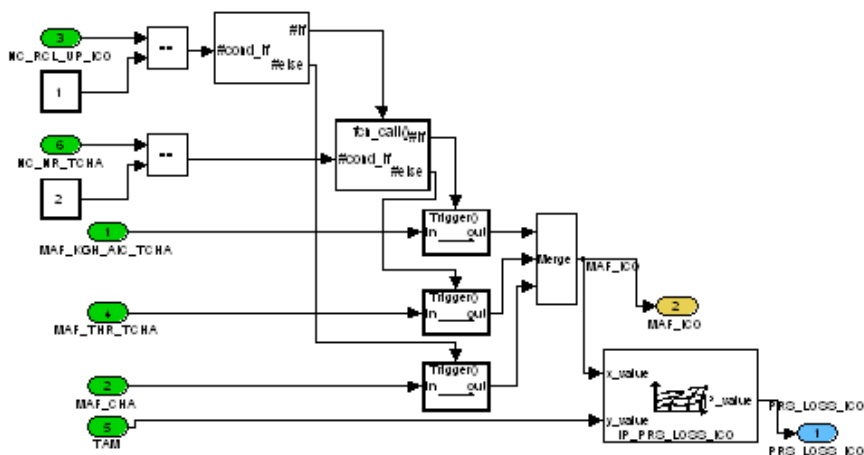 3
NC_RCL_UP_ICO
==
1
#cond_if
#if
#else
6
NC_NR_TCHA
==
2
fcn_call()
#if
#cond_if
#else
1
MAF_KGH_AIC_TCHA
Trigger()
In
out
Merge
MAF_ICO
2
MAF_ICO
4
MAF_THR_TCHA
Trigger()
In
out
2
MAF_CHA
Trigger()
In
out
x_value
z_value
y_value
IP_PRS_LOSS_ICO
PRS_LOSS_ICO
1
PRS_LOSS_ICO
5
TAM